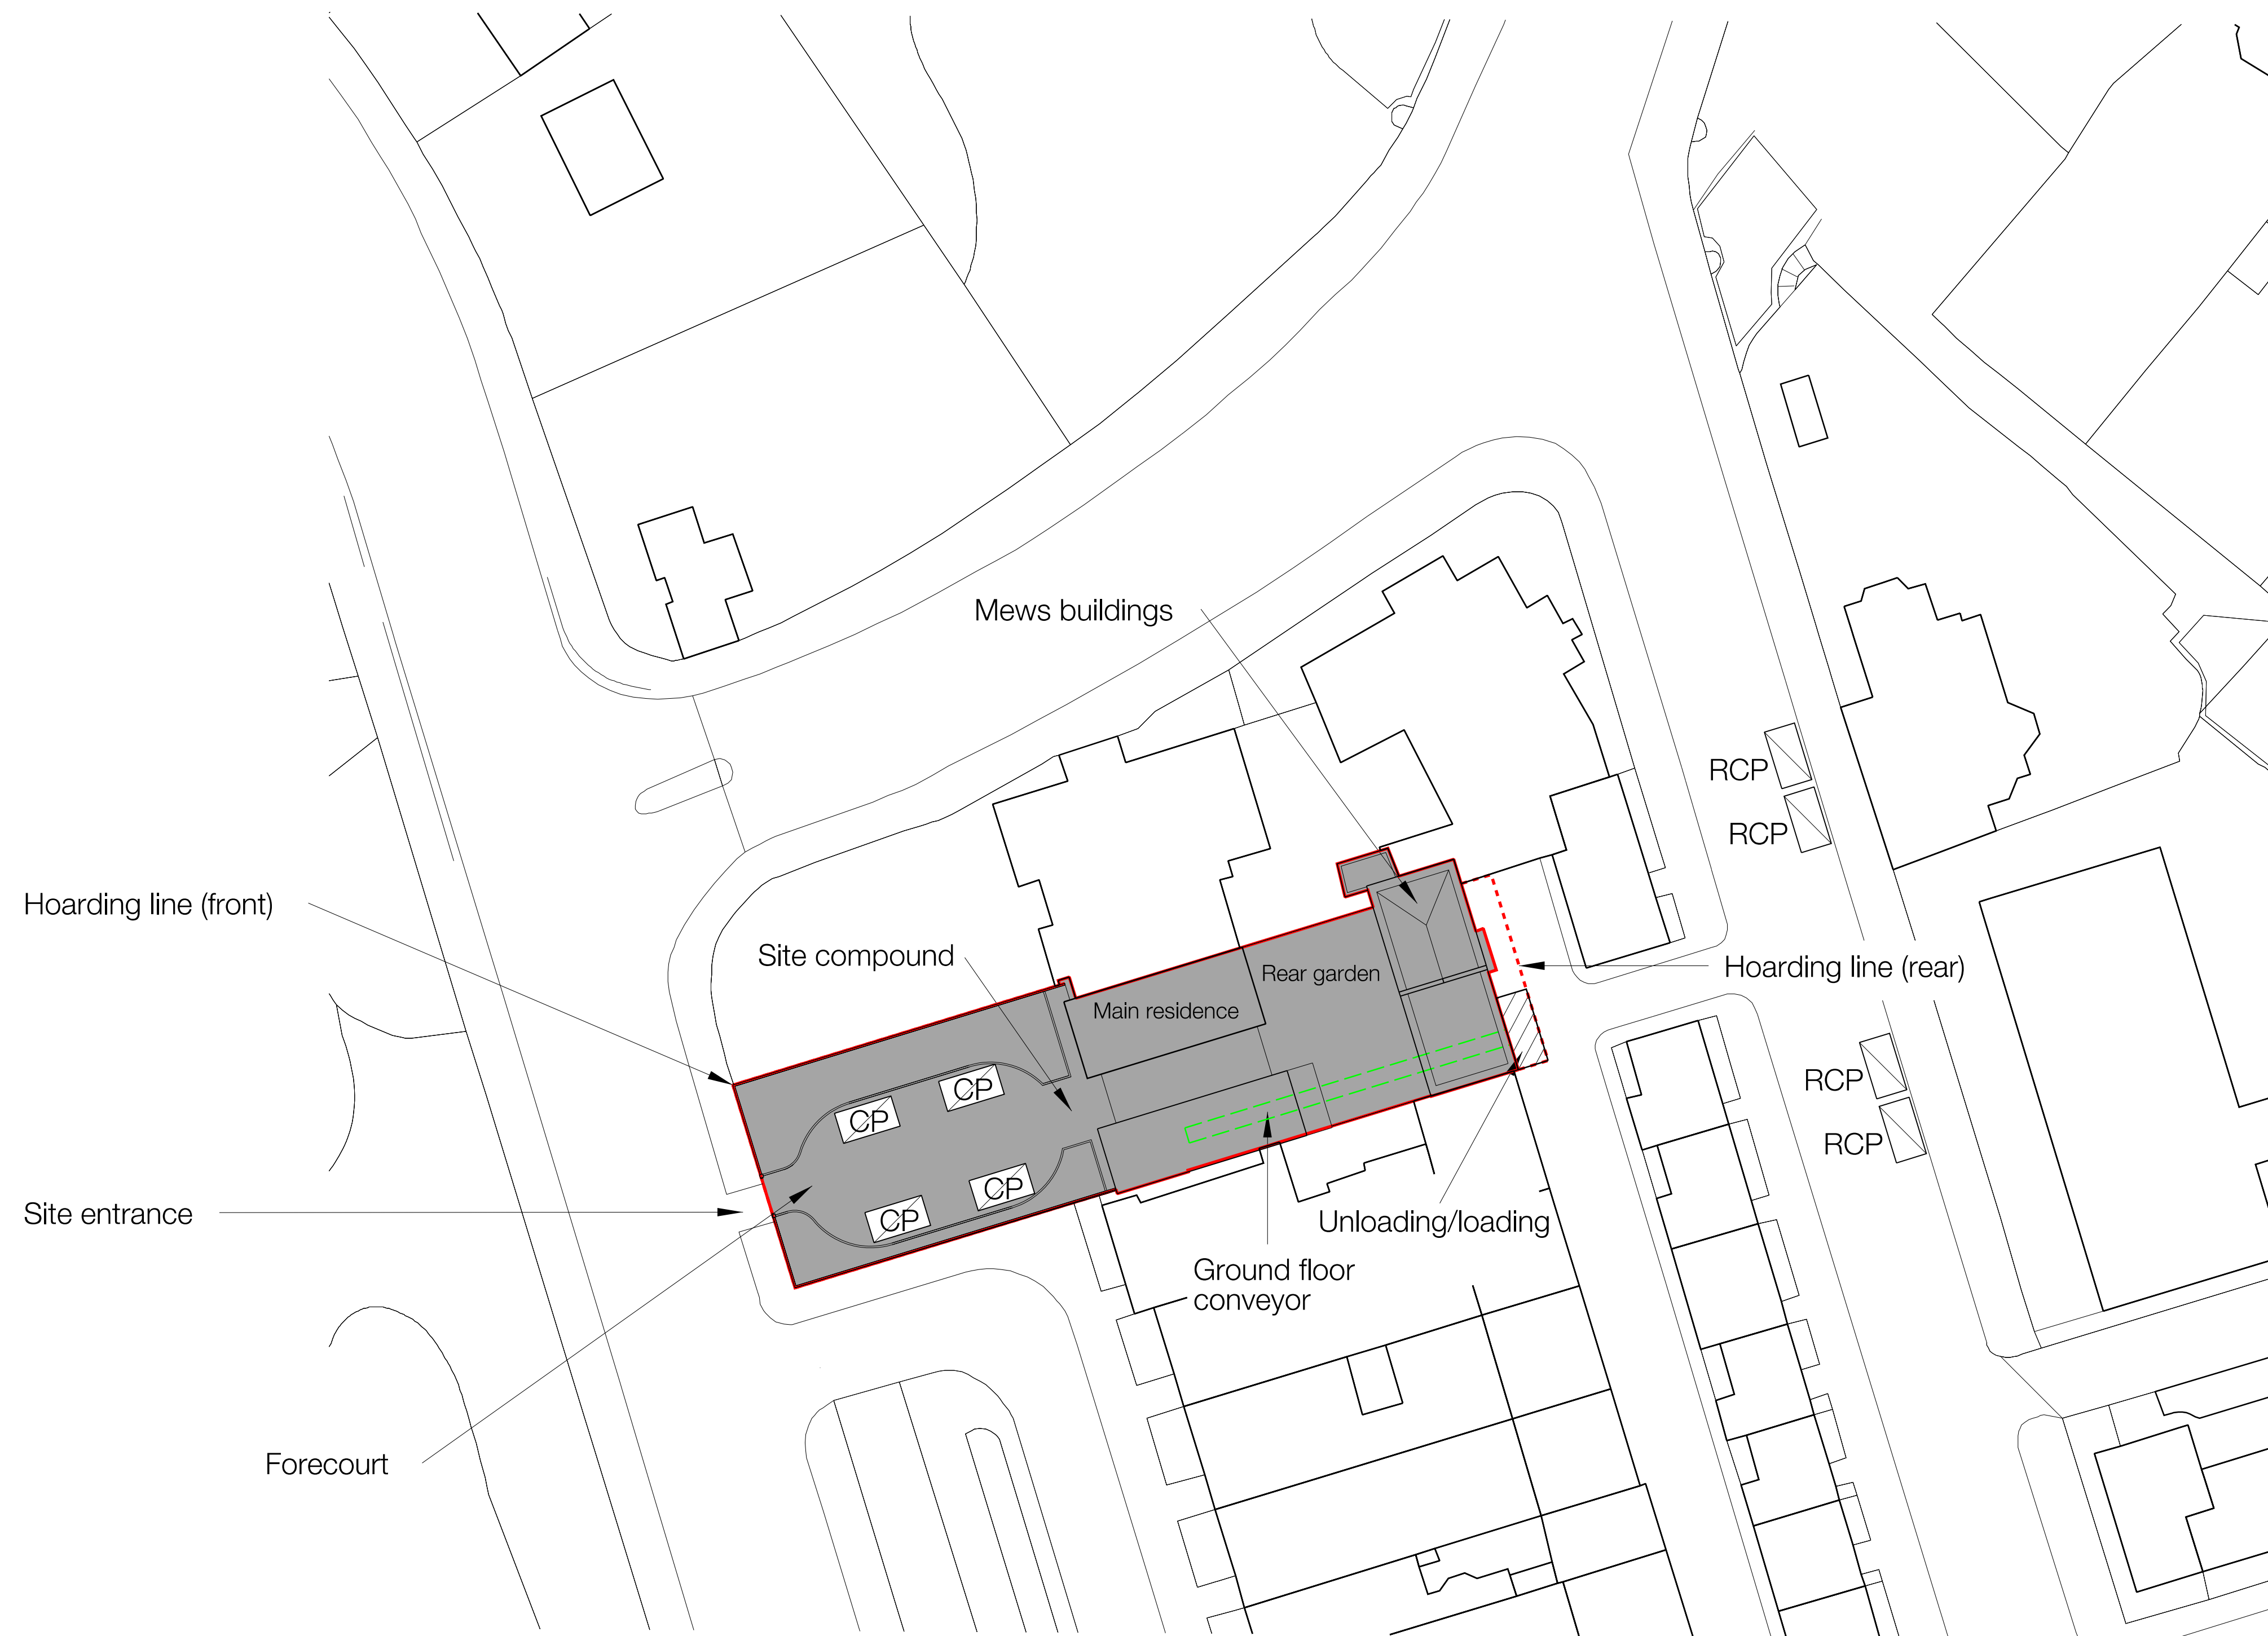 Mews buildings
RCP
RCP
Hoarding line (front)
Site compound
Rear garden
Hoarding line (rear)
Main residence
CP
CP
RCP
RCP
CP
CP
Site entrance
Unloading/loading
Ground floor
conveyor
Forecourt